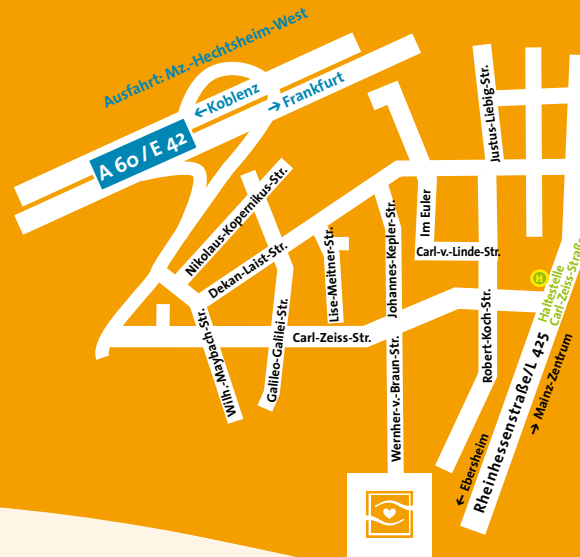 Ausfahrt: Mz.-Hechtsheim-West
←Koblenz
→ Frankfurt
A 60 / E 42
Justus-Liebig-Str.
Nikolaus-Kopernikus-Str.
Dekan-Laist-Str.
Lise-Meitner-Str.
Johannes-Kepler-Str.
Im Euler
Carl-v.-Linde-Str.
H
Haltestelle
Carl-Zeiss-Straße
Wilh.-Maybach-Str.
Galileo-Galilei-Str.
Carl-Zeiss-Str.
Wernher-v.-Braun-Str.
Robert-Koch-Str.
Rheinhessenstraße/L 425
→ Mainz-Zentrum
← Ebersheim